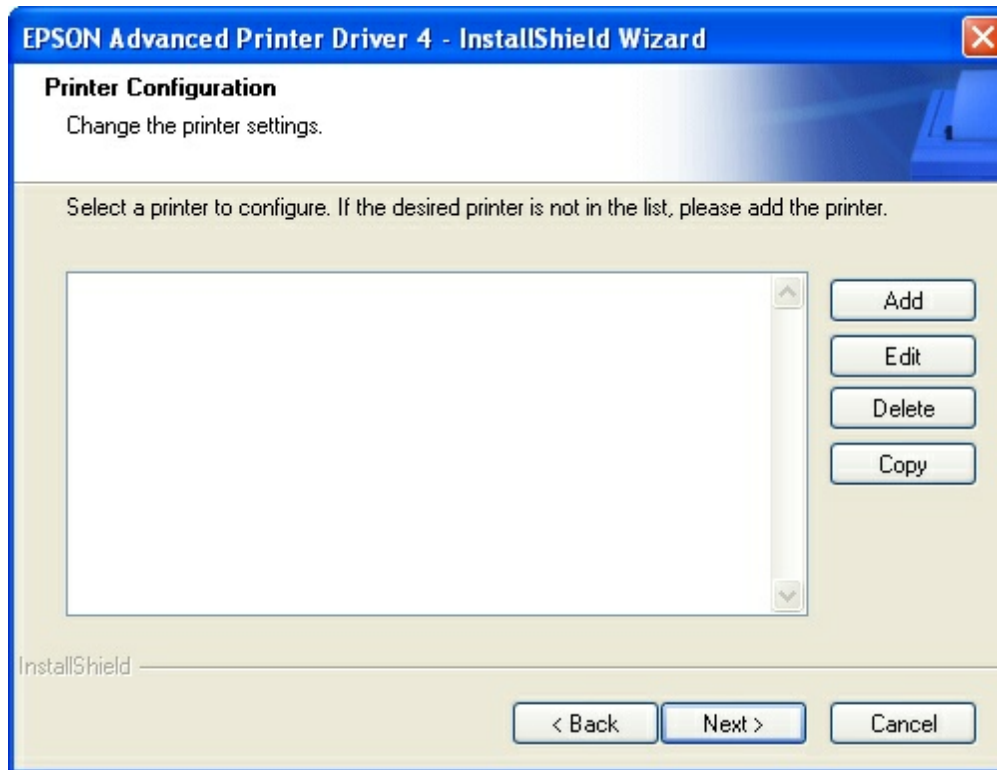 EPSON Advanced Printer Driver 4 - InstallShield Wizard
Printer Configuration
Change the printer settings.
Select a printer to configure. If the desired printer is not in the list, please add the printer.
Add
Edit
Delete
Copy
InstallShield
< Back
Next >
Cancel